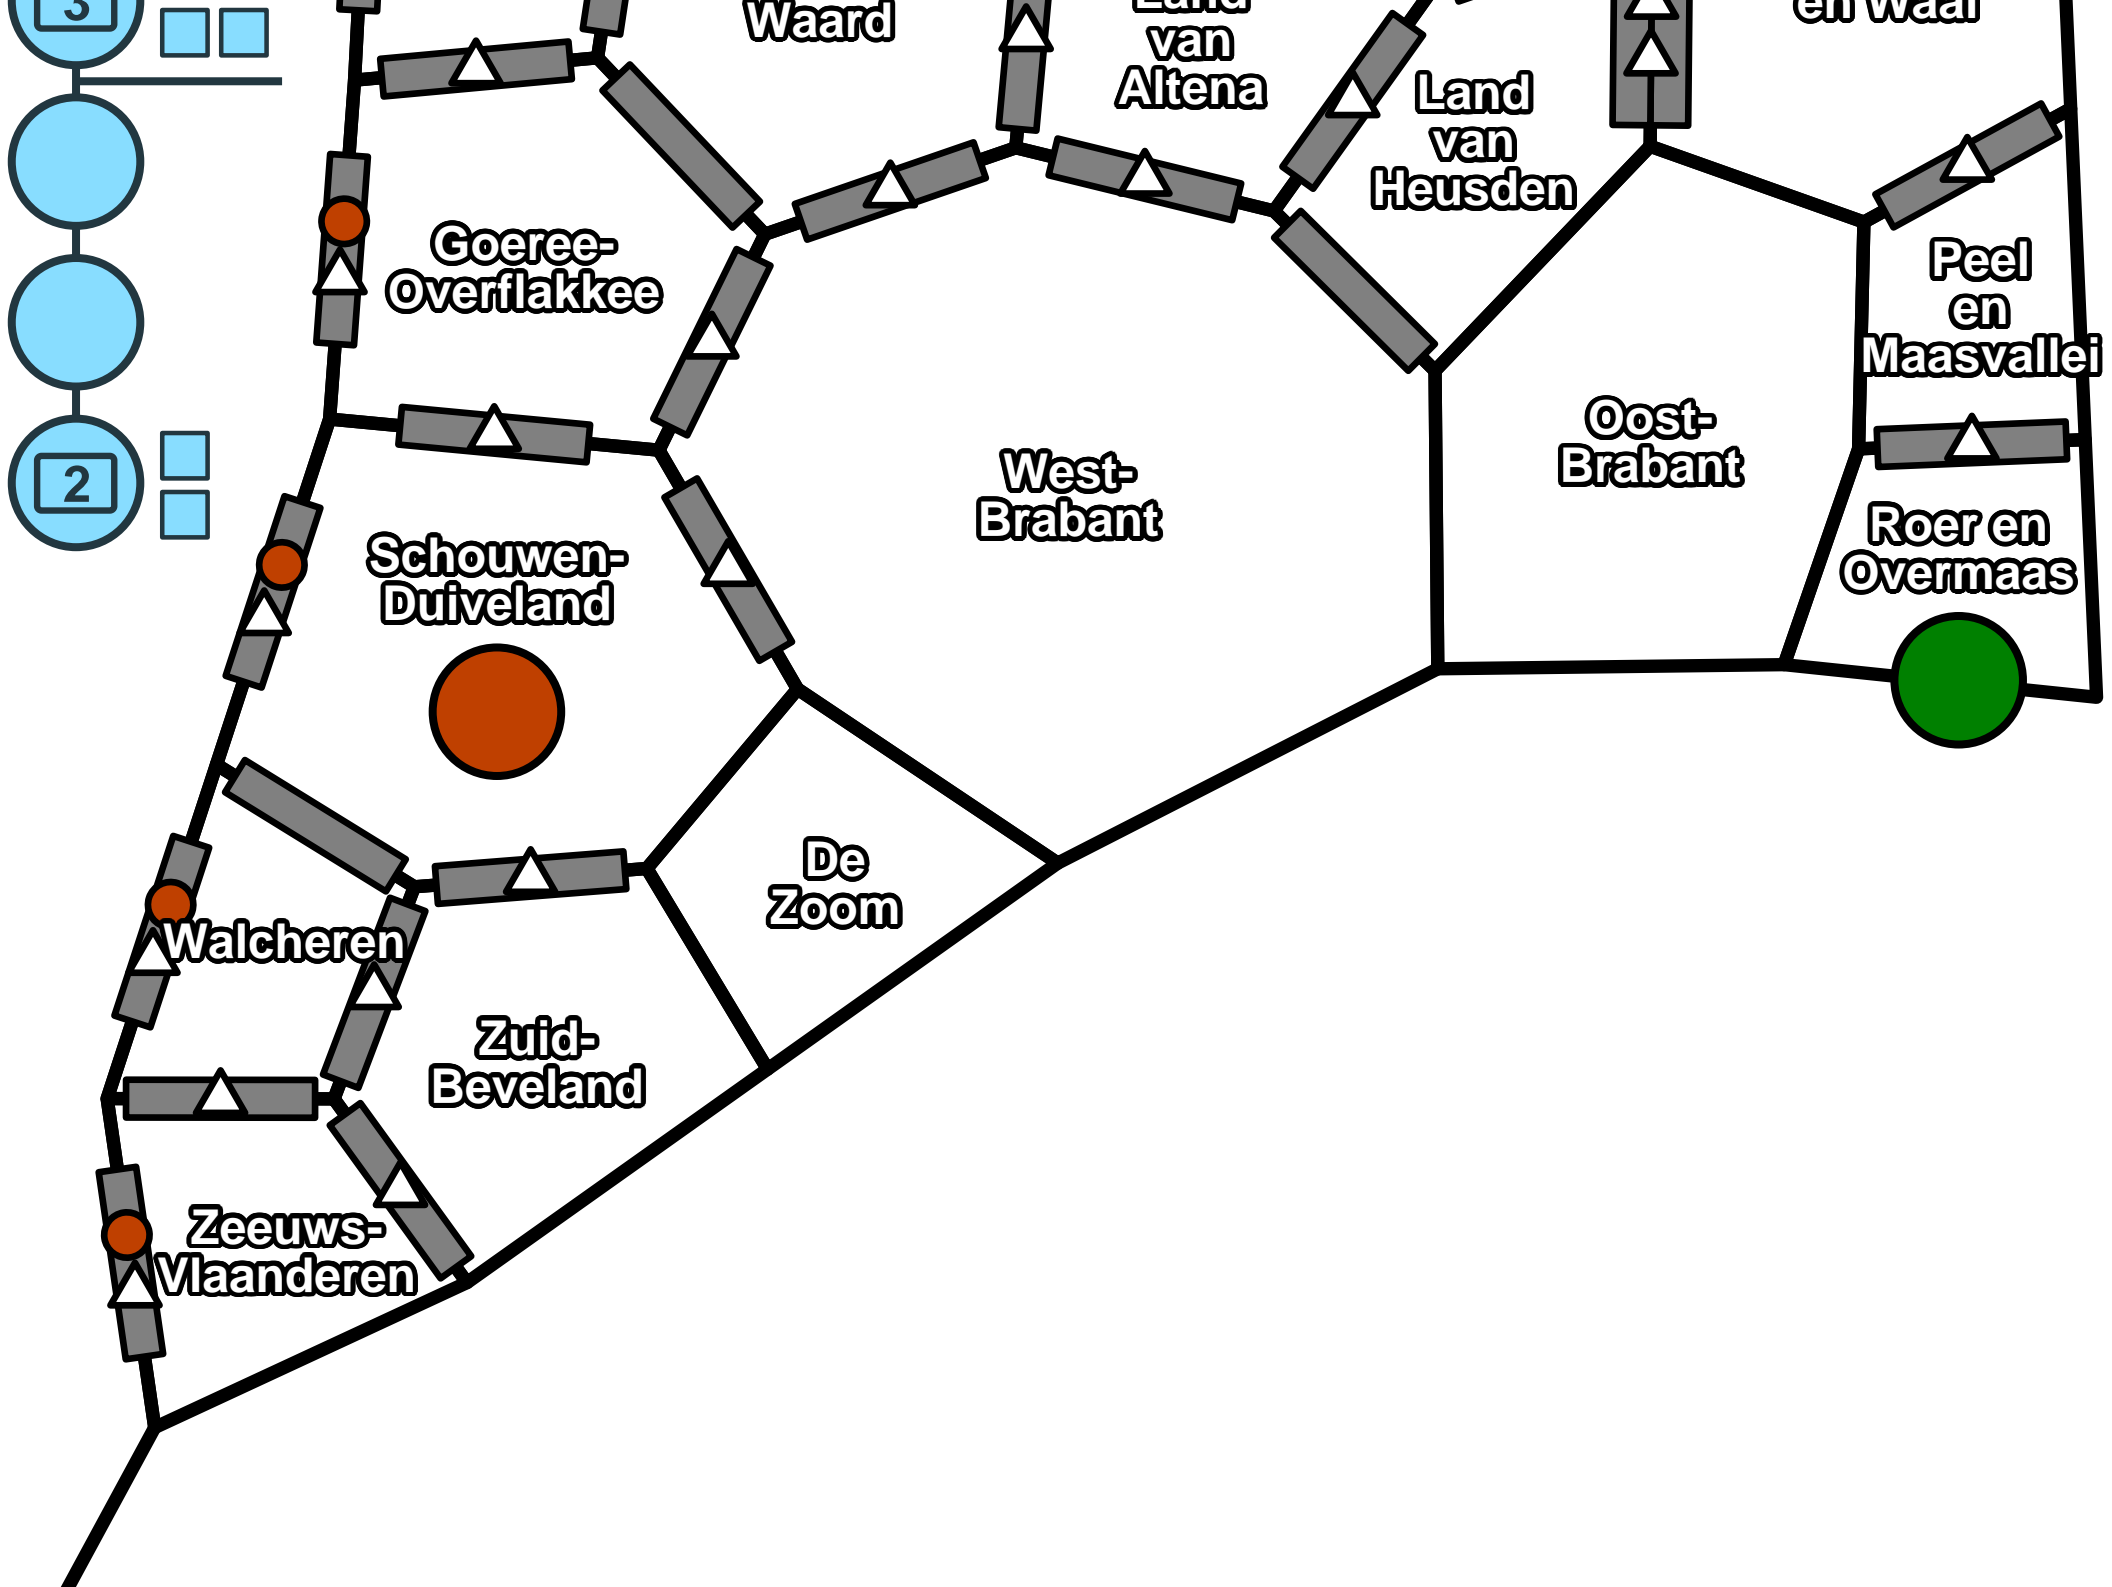 3
Waard
Land
van
Altena
en Waal
Land
van
Heusden
Goeree-
Overflakkee
Peel
en
Maasvallei
West-
Brabant
Oost-
Brabant
2
Roer en
Overmaas
Schouwen-
Duiveland
De
Zoom
Walcheren
Zuid-
Beveland
Zeeuws-
Vlaanderen